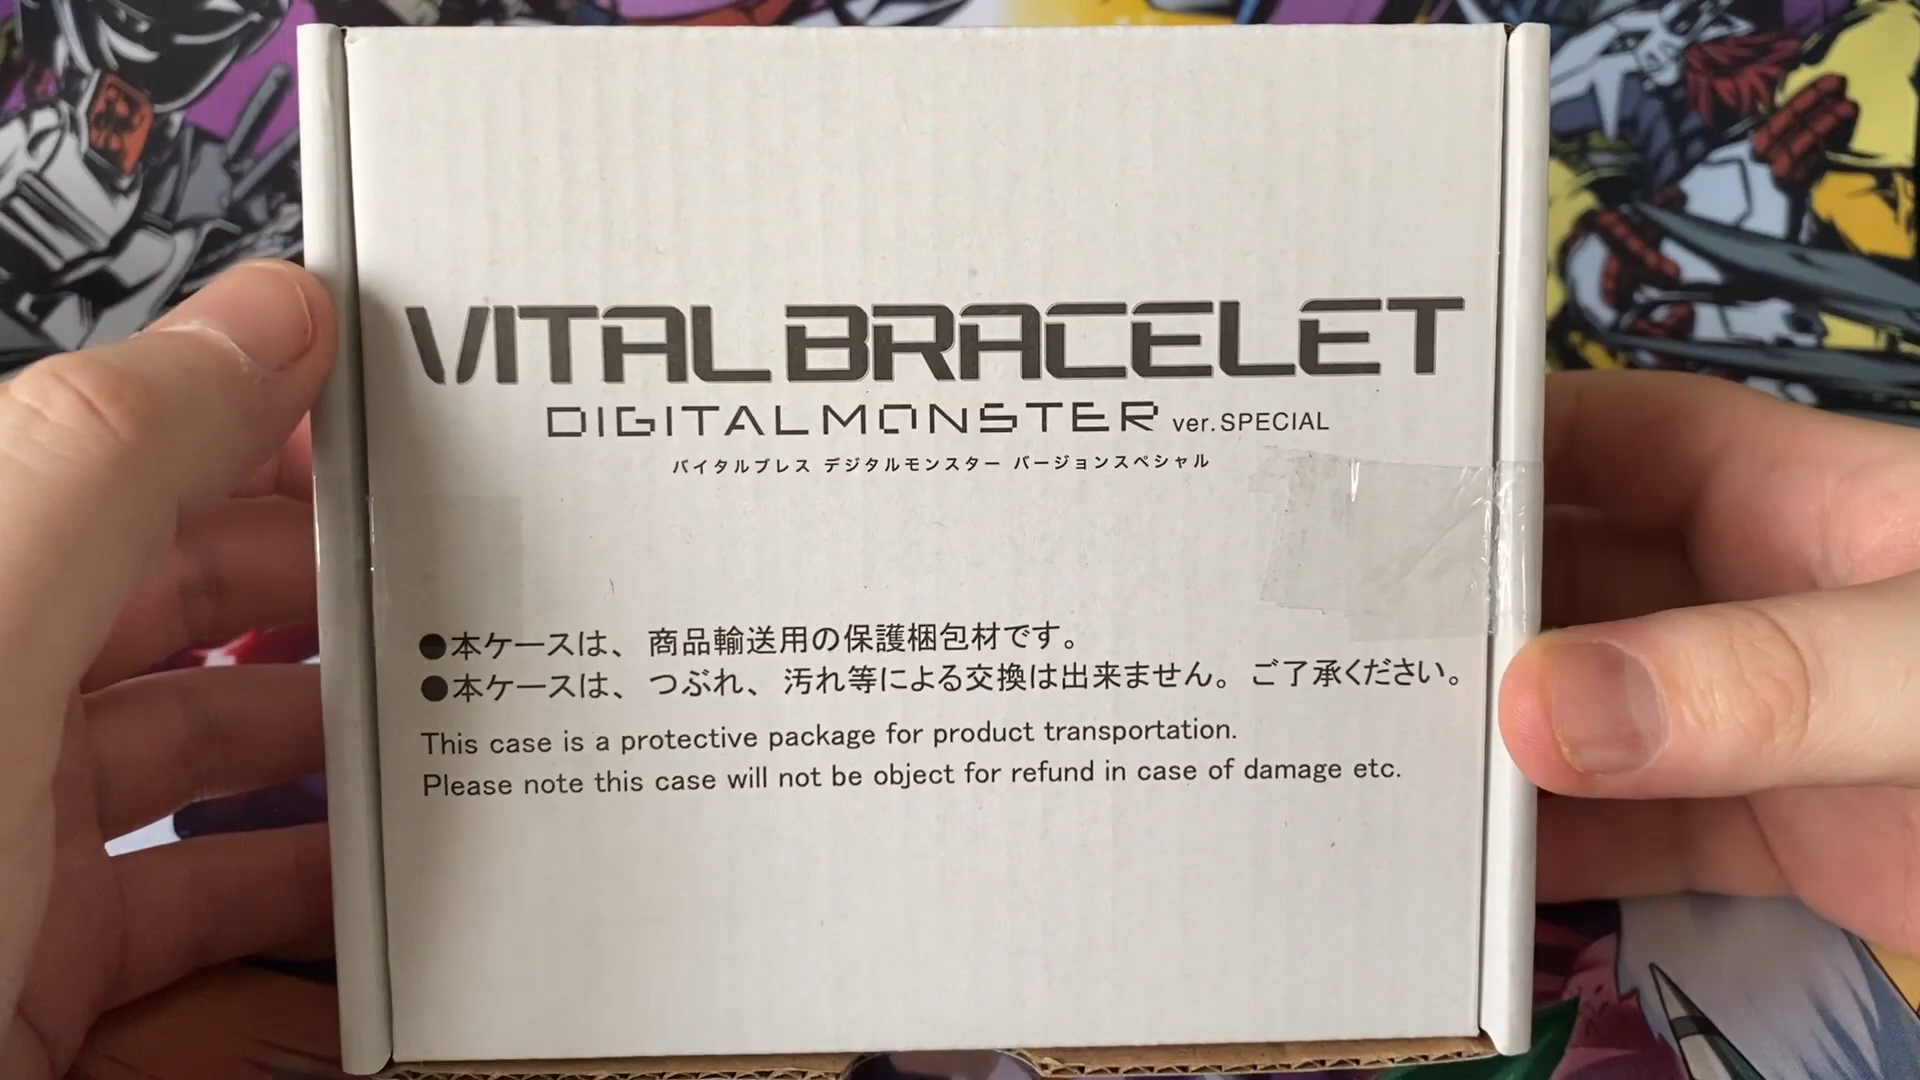 VITAL BRACELET
DIGITALMONSTER ver.SPECIAL
バイタルブレス デジタルモンスター バージョンスペシャル
●本ケースは、商品輸送用の保護梱包材です。
●本ケースは、つぶれ、汚れ等による交換は出来ません。ご了承ください。
This case is a protective package for product transportation.
Please note this case will not be object for refund in case of damage etc.